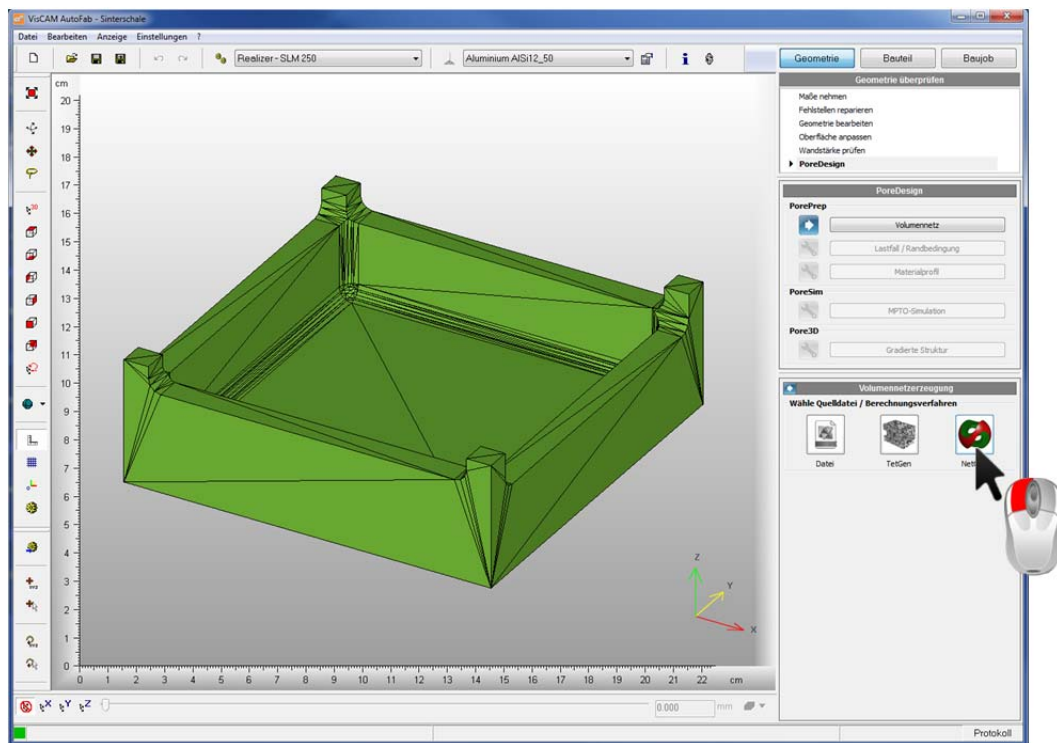 VisCAM AutoFab - Sinterschale
Datei Bearbeiten Anzeige Einstellungen ?
Realizer - SLM 250
Aluminium AlSi12_50
Geometrie
Bauteil
Baujob
Geometrie überprüfen
Maße nehmen
Fehlstellen reparieren
Geometrie bearbeiten
Oberfläche anpassen
Wandstärke prüfen
PoreDesign
PoreDesign
PorePrep
Volumennetz
Lastfall / Randbedingung
Materialprofil
PoreSim
MPTO-Simulation
Pore3D
Gradierte Struktur
Volumennetzerzeugung
Wähle Quelldatei / Berechnungsverfahren
Datei
TetGen
cm
20
19
18
17
16
15
14
13
12
11
10
9
8
7
6
5
4
3
2
1
0
0 1 2 3 4 5 6 7 8 9 10 11 12 13 14 15 16 17 18 19 20 21 22 cm
Z
Y
X
3D
X Y Z
0.000 mm
Protokoll